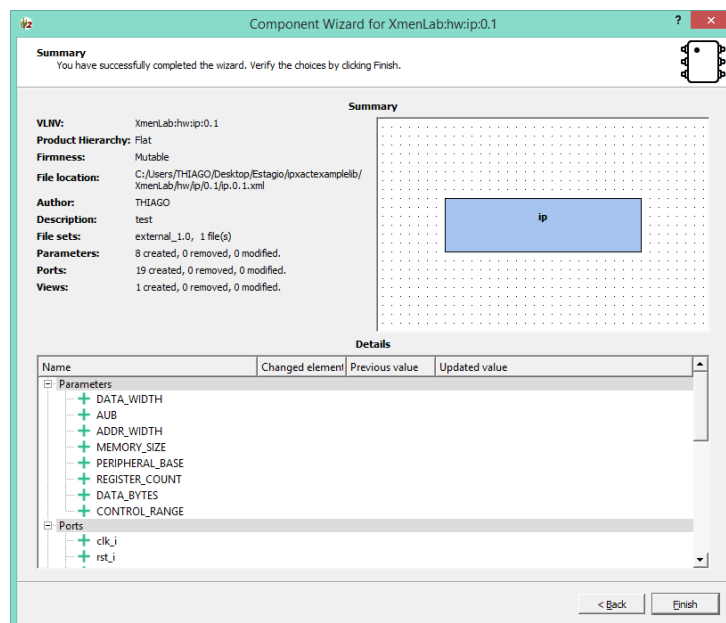 Component Wizard for XmenLab:hw:ip:0.1
?
×
Summary
You have successfully completed the wizard. Verify the choices by clicking Finish.
Summary
VLNV: XmenLab:hw:ip:0.1
Product Hierarchy: Flat
Firmness: Mutable
File location: C:/Users/THIAGO/Desktop/Estagio/ipxactexamplelib/
XmenLab/hw/ip/0.1/ip.0.1.xml
Author: THIAGO
Description: test
File sets: external_1.0, 1 file(s)
Parameters: 8 created, 0 removed, 0 modified.
Ports: 19 created, 0 removed, 0 modified.
Views: 1 created, 0 removed, 0 modified.
ip
Details
Name Changed element Previous value Updated value
Parameters
DATA_WIDTH
AUB
ADDR_WIDTH
MEMORY_SIZE
PERIPHERAL_BASE
REGISTER_COUNT
DATA_BYTES
CONTROL_RANGE
Ports
clk_i
rst_i
< Back Finish